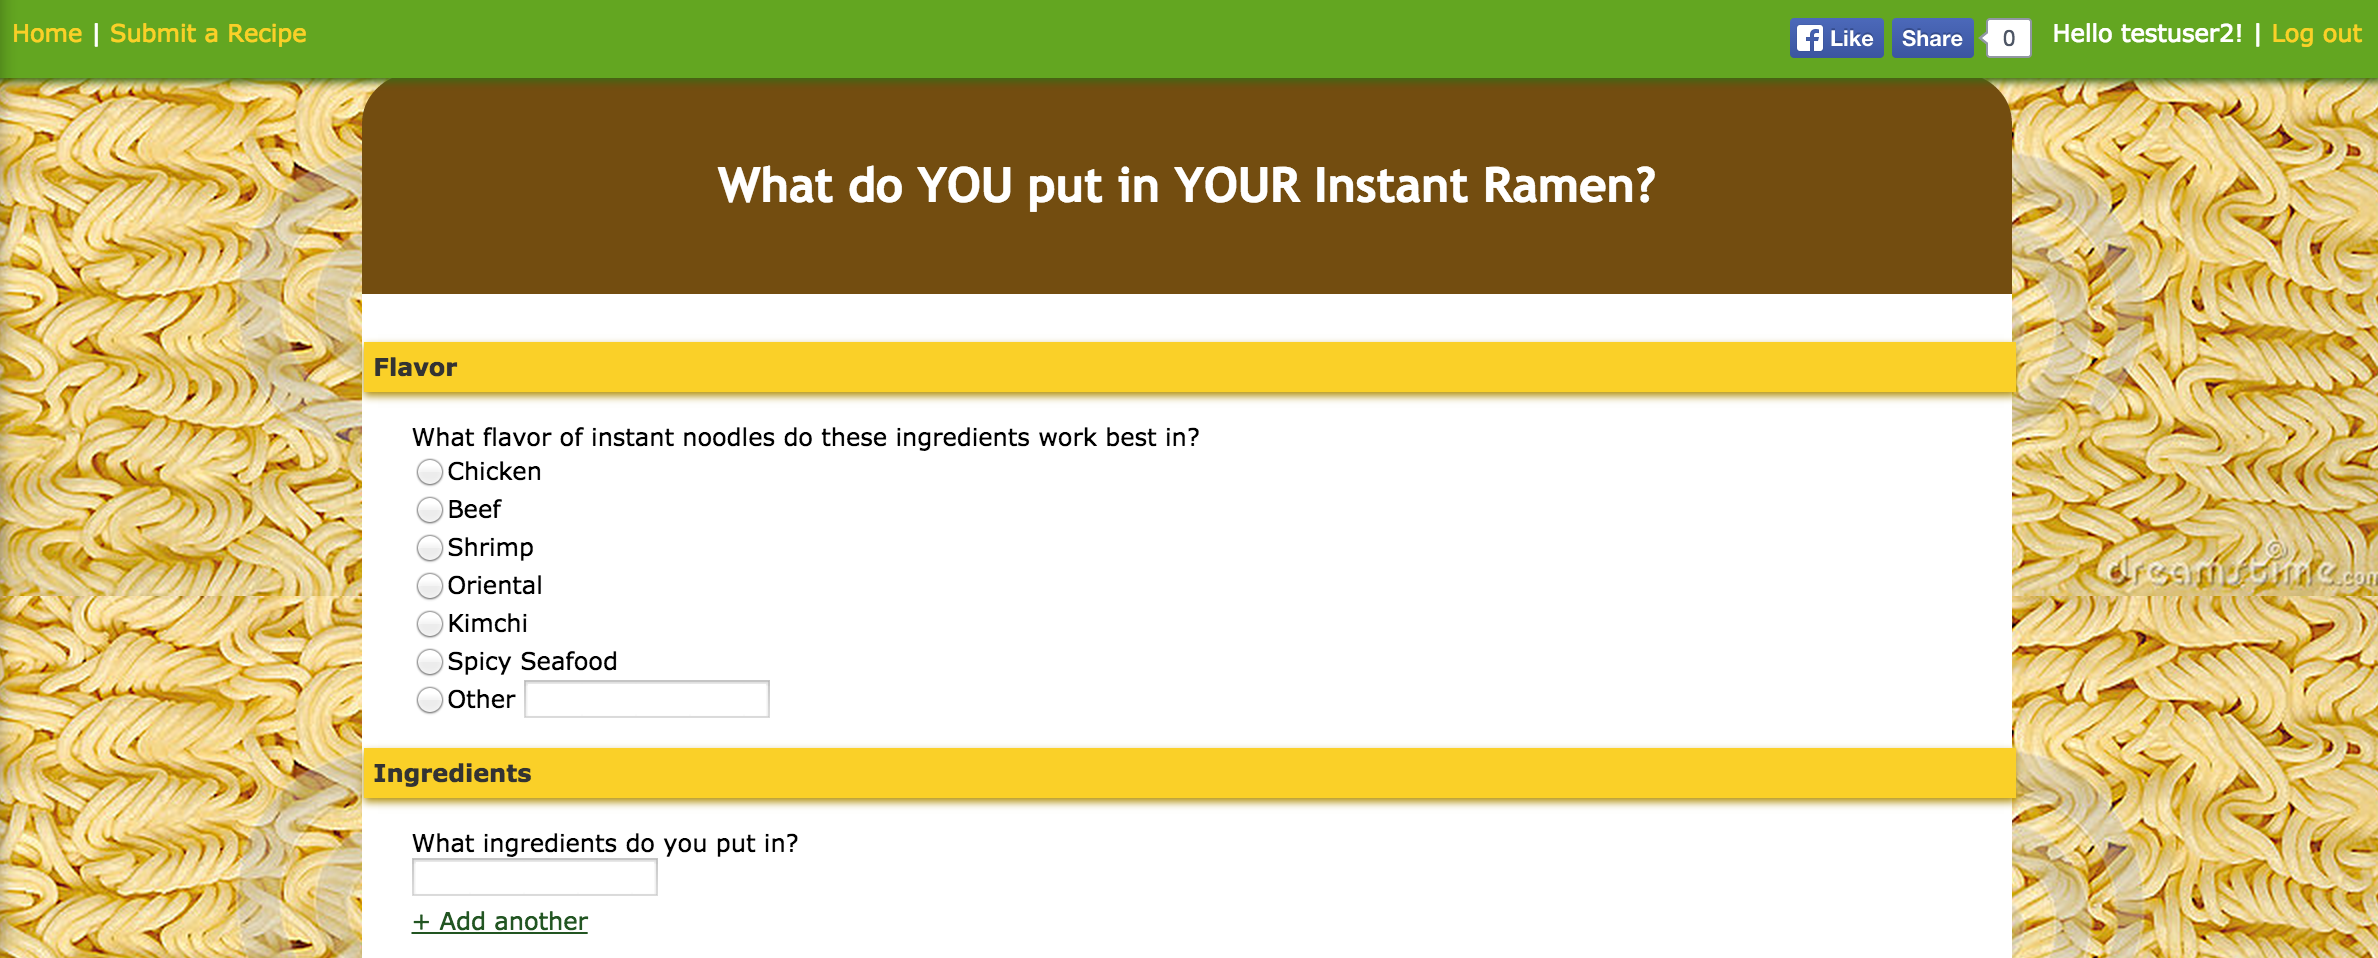 Home | Submit a Recipe
Like Share 0 Hello testuser2! | Log out
What do YOU put in YOUR Instant Ramen?
Flavor
What flavor of instant noodles do these ingredients work best in?
Chicken
Beef
Shrimp
Oriental
Kimchi
Spicy Seafood
Other
dreamstime.com
Ingredients
What ingredients do you put in?
+ Add another